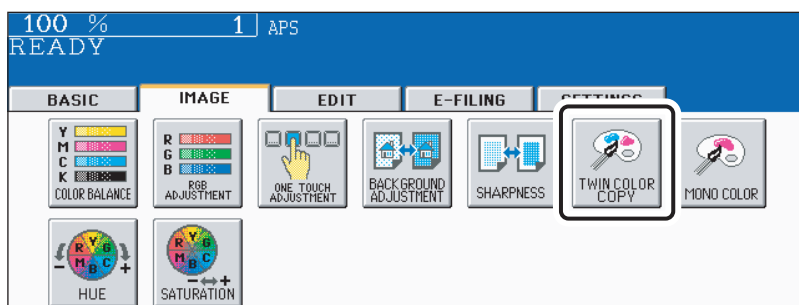 100 % 1 APS
READY
BASIC IMAGE EDIT E-FILING SETTINGS
Y
M
C
K
COLOR BALANCE
R
G
B
RGB
ADJUSTMENT
ONE TOUCH
ADJUSTMENT
BACKGROUND
ADJUSTMENT
SHARPNESS
TWIN COLOR
COPY
MONO COLOR
R Y G
M B C
- +
HUE
R Y G
M B C
- +
SATURATION